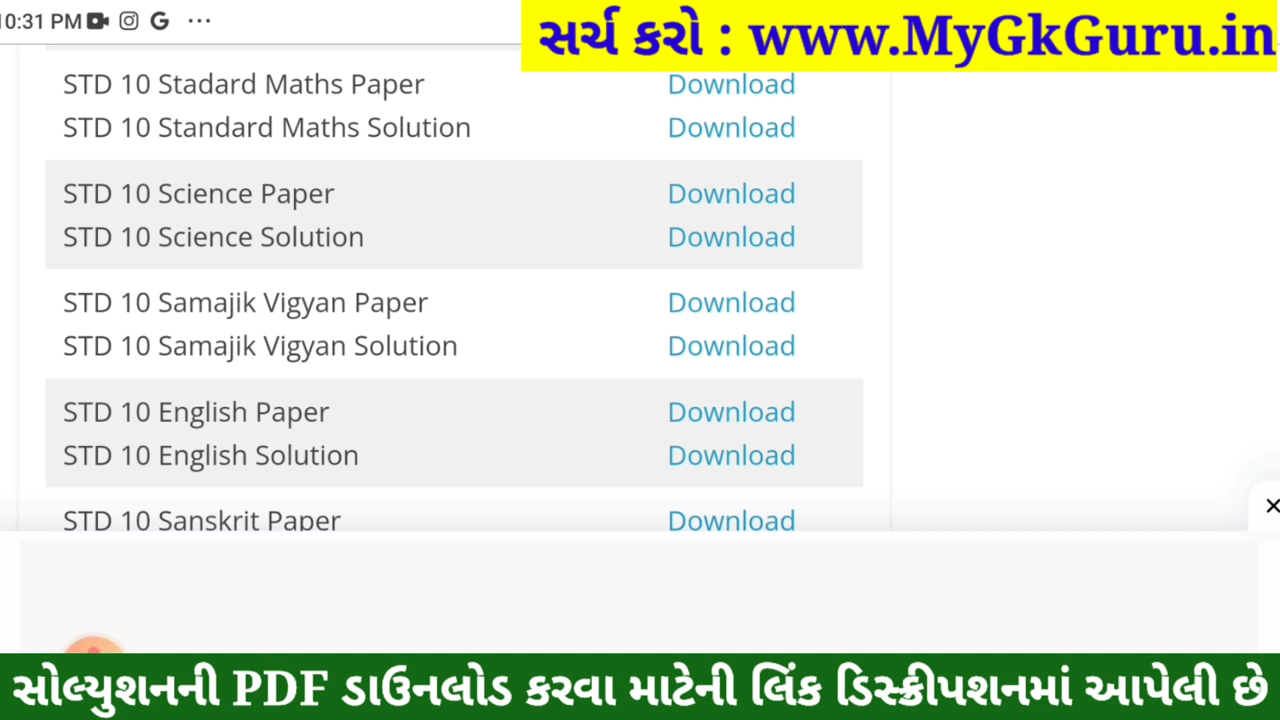 10:31 PM
સર્ચ કરો : www.MyGkGuru.in
STD 10 Stadard Maths Paper Download
STD 10 Standard Maths Solution Download
STD 10 Science Paper Download
STD 10 Science Solution Download
STD 10 Samajik Vigyan Paper Download
STD 10 Samajik Vigyan Solution Download
STD 10 English Paper Download
STD 10 English Solution Download
STD 10 Sanskrit Paper Download
સોલ્યુશનની PDF ડાઉનલોડ કરવા માટેની લિંક ડિસ્ક્રીપશનમાં આપેલી છે